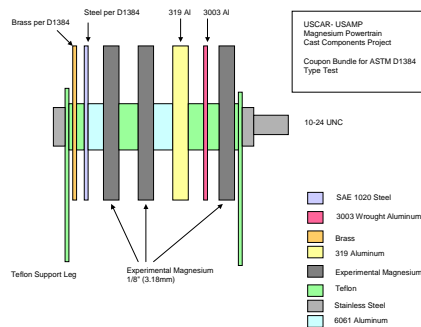 Brass per D1384
Steel per D1384
319 Al
3003 Al
USCAR- USAMP
Magnesium Powertrain
Cast Components Project
Coupon Bundle for ASTM D1384
Type Test
10-24 UNC
Teflon Support Leg
Experimental Magnesium
1/8" (3.18mm)
SAE 1020 Steel
3003 Wrought Aluminum
Brass
319 Aluminum
Experimental Magnesium
Teflon
Stainless Steel
6061 Aluminum